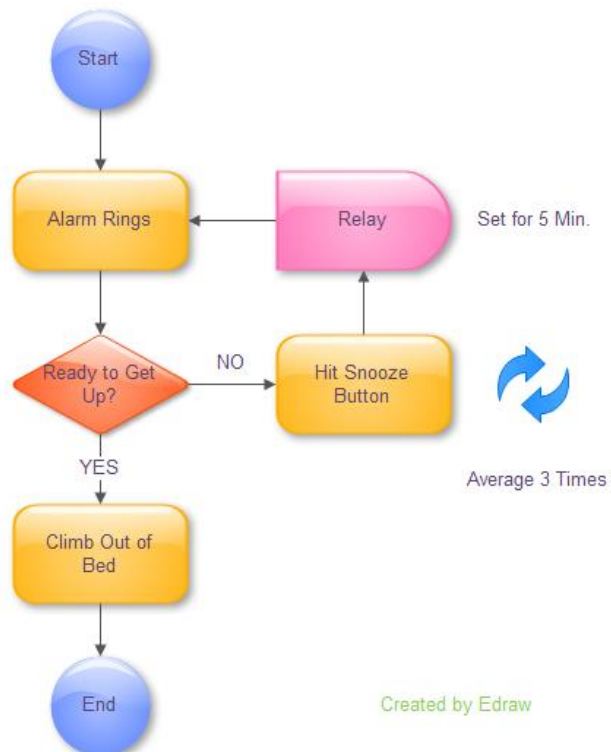 Start
Alarm Rings
Relay
Set for 5 Min.
Ready to Get
Up?
NO
Hit Snooze
Button
YES
Average 3 Times
Climb Out of
Bed
End
Created by Edraw